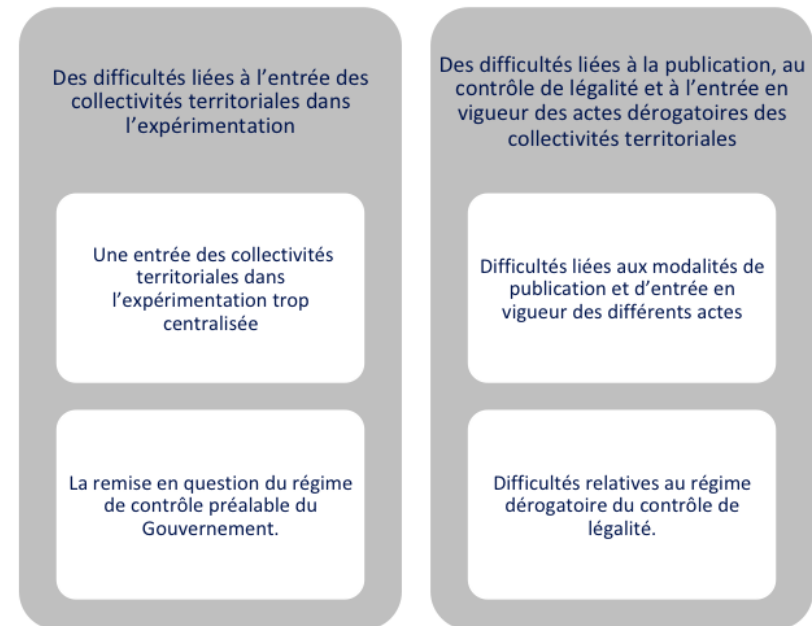 Des difficultés liées à l’entrée des
collectivités territoriales dans
l’expérimentation
Une entrée des collectivités
territoriales dans
l’expérimentation trop
centralisée
La remise en question du régime
de contrôle préalable du
Gouvernement.
Des difficultés liées à la publication, au
contrôle de légalité et à l’entrée en
vigueur des actes dérogatoires des
collectivités territoriales
Difficultés liées aux modalités de
publication et d’entrée en
vigueur des différents actes
Difficultés relatives au régime
dérogatoire du contrôle de
légalité.